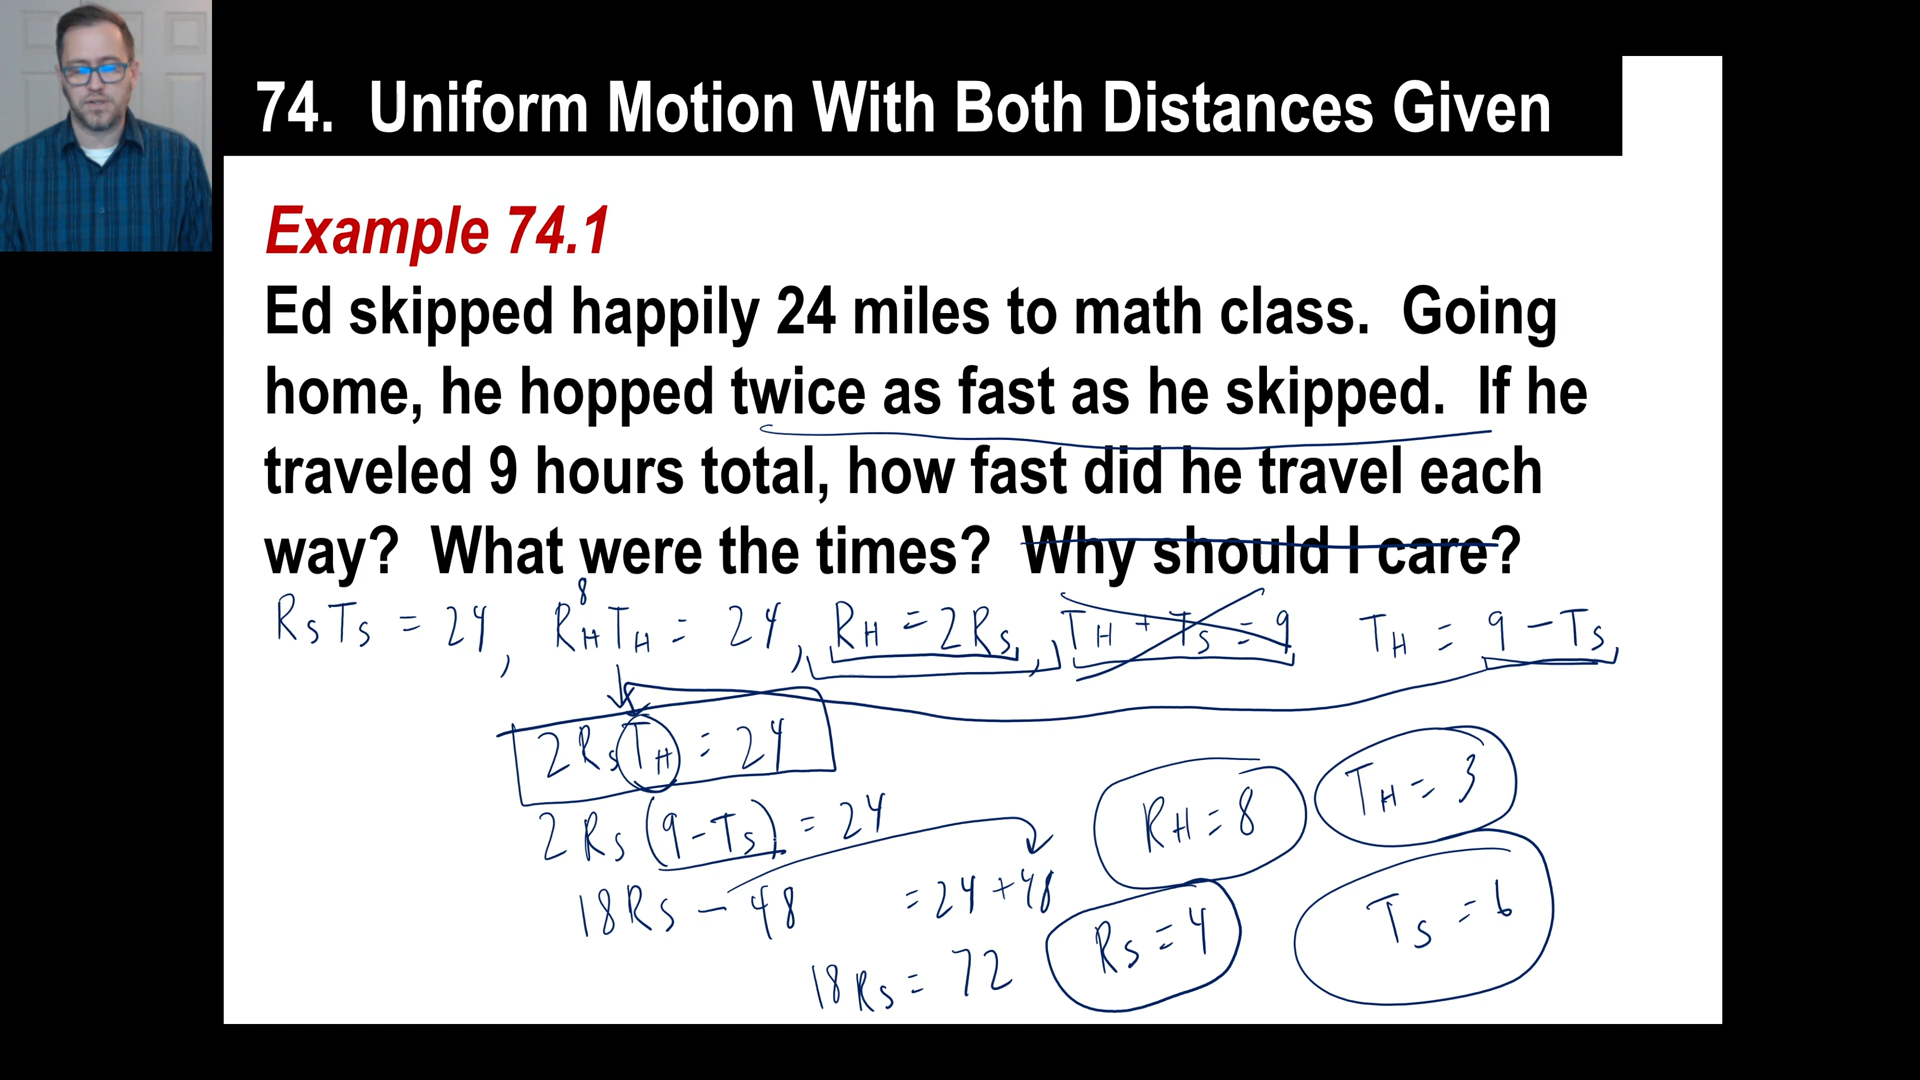 74. Uniform Motion With Both Distances Given
Example 74.1
Ed skipped happily 24 miles to math class. Going
home, he hopped twice as fast as he skipped. If he
traveled 9 hours total, how fast did he travel each
way? What were the times? Why should I care?
8
RsTs = 24, RHTH = 24, RH = 2Rs, TH + Ts = 9 TH = 9 - Ts
2RsTH = 24
2Rs(9-Ts) = 24
18Rs - 48 = 24+48
18Rs = 72
RH = 8
TH = 3
Rs = 4
Ts = 6